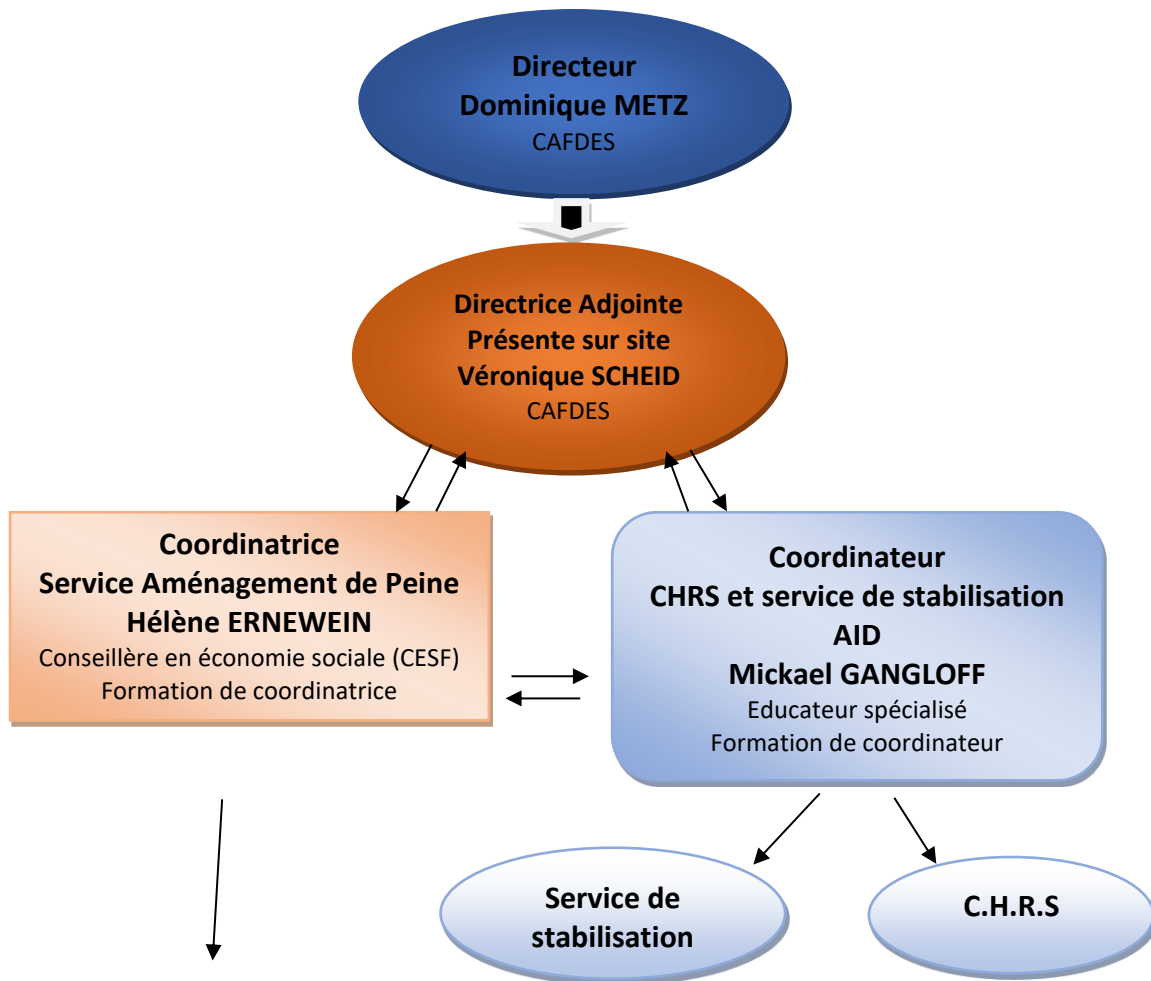 Directeur
Dominique METZ
CAFDES
Directrice Adjointe
Présente sur site
Véronique SCHEID
CAFDES
Coordinatrice
Service Aménagement de Peine
Hélène ERNEWEIN
Conseillère en économie sociale (CESF)
Formation de coordinatrice
Coordinateur
CHRS et service de stabilisation
AID
Mickael GANGLOFF
Educateur spécialisé
Formation de coordinateur
Service de
stabilisation
C.H.R.S